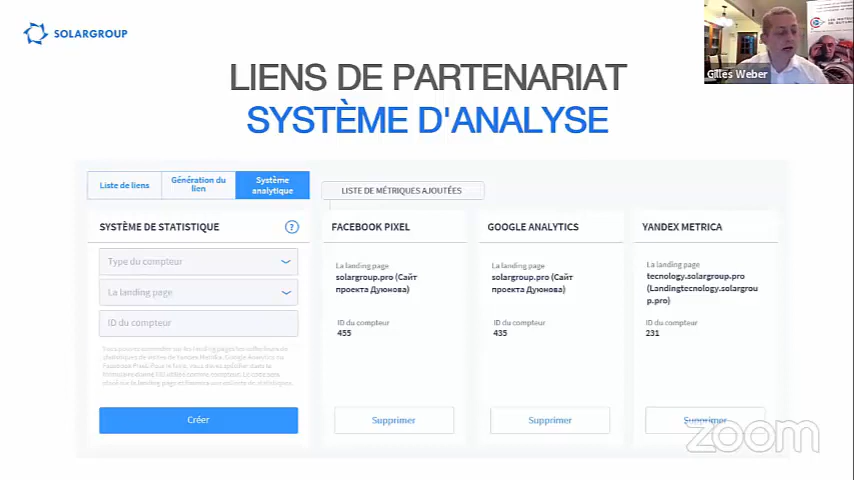 SOLARGROUP
LIENS DE PARTENARIAT
SYSTÈME D'ANALYSE
Gilles Weber
Liste de liens
Génération du
lien
Système
analytique
LISTE DE MÉTRIQUES AJOUTÉES
SYSTÈME DE STATISTIQUE
?
Type du compteur
La landing page
ID du compteur
Créer
FACEBOOK PIXEL
La landing page
solargroup.pro (Сайт
проекта Дуюнова)
ID du compteur
455
Supprimer
GOOGLE ANALYTICS
La landing page
solargroup.pro (Сайт
проекта Дуюнова)
ID du compteur
435
Supprimer
YANDEX METRICA
La landing page
tecnology.solargroup.pro
(Landingtecnology.solargrou
p.pro)
ID du compteur
231
Supprimer
zoom